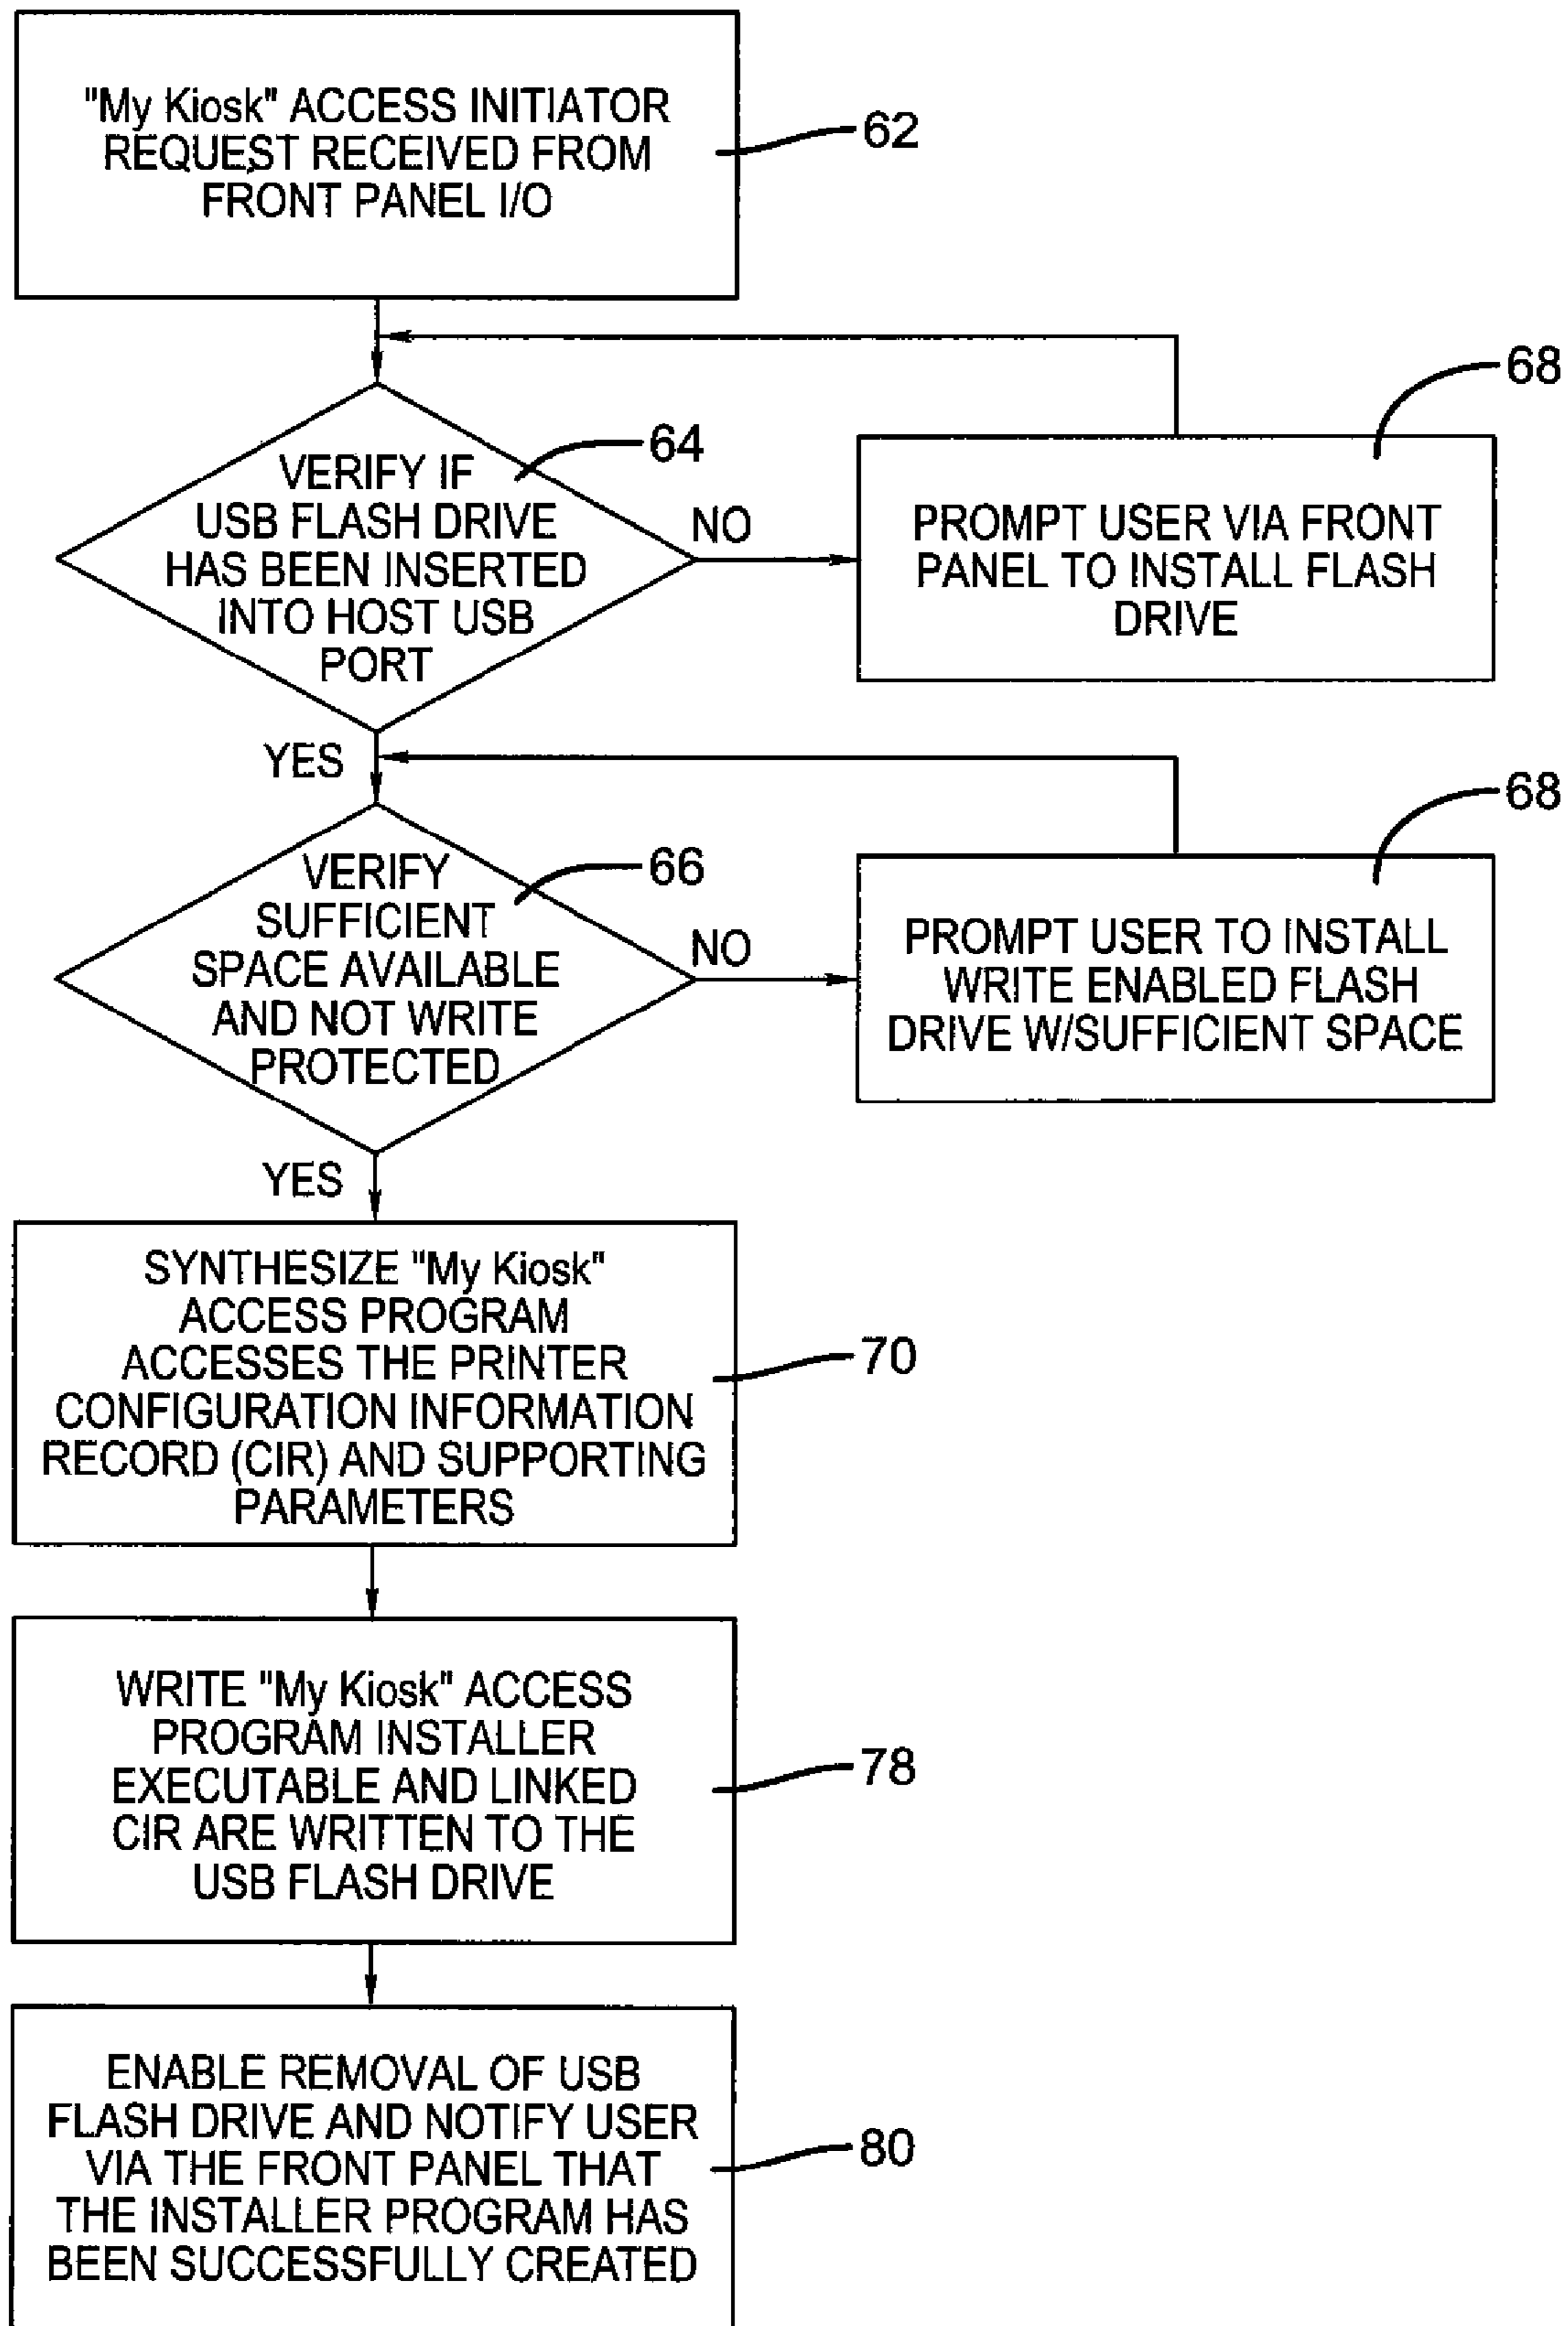 "My Kiosk" ACCESS INITIATOR
REQUEST RECEIVED FROM
FRONT PANEL I/O
62
VERIFY IF
USB FLASH DRIVE
HAS BEEN INSERTED
INTO HOST USB
PORT
64
NO
PROMPT USER VIA FRONT
PANEL TO INSTALL FLASH
DRIVE
68
YES
VERIFY
SUFFICIENT
SPACE AVAILABLE
AND NOT WRITE
PROTECTED
66
NO
PROMPT USER TO INSTALL
WRITE ENABLED FLASH
DRIVE W/SUFFICIENT SPACE
68
YES
SYNTHESIZE "My Kiosk"
ACCESS PROGRAM
ACCESSES THE PRINTER
CONFIGURATION INFORMATION
RECORD (CIR) AND SUPPORTING
PARAMETERS
70
WRITE "My Kiosk" ACCESS
PROGRAM INSTALLER
EXECUTABLE AND LINKED
CIR ARE WRITTEN TO THE
USB FLASH DRIVE
78
ENABLE REMOVAL OF USB
FLASH DRIVE AND NOTIFY USER
VIA THE FRONT PANEL THAT
THE INSTALLER PROGRAM HAS
BEEN SUCCESSFULLY CREATED
80